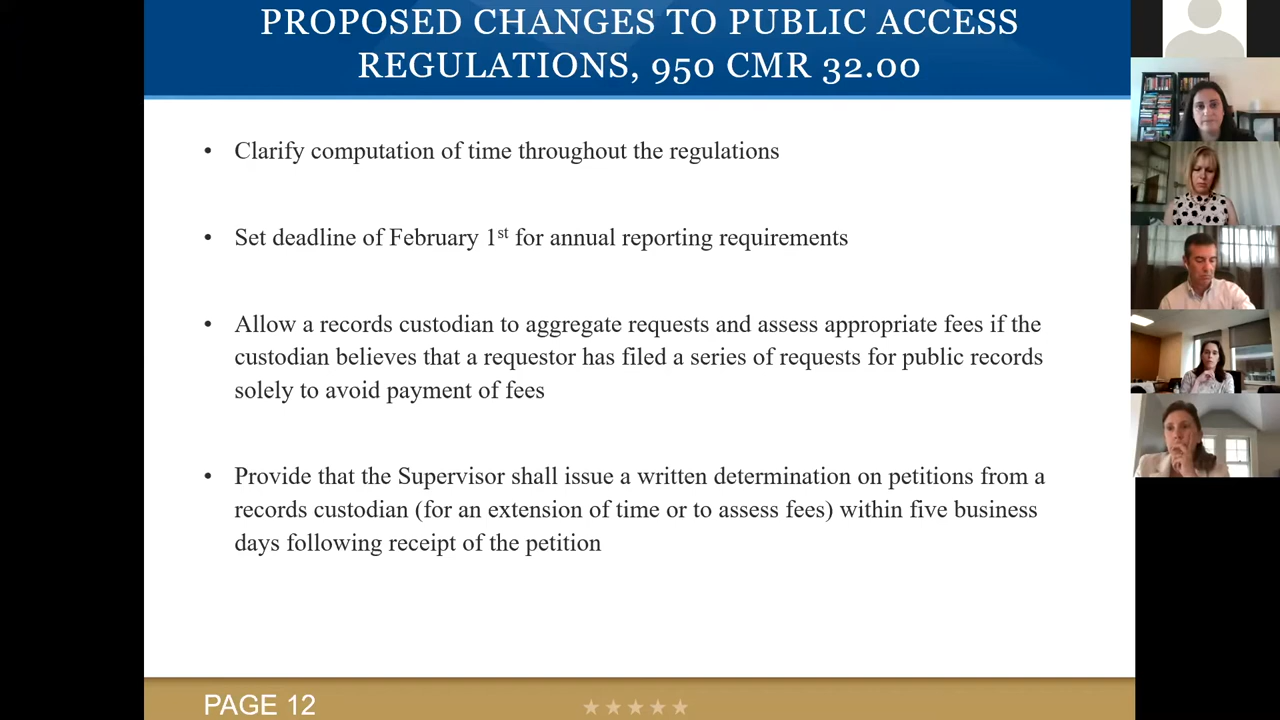 PROPOSED CHANGES TO PUBLIC ACCESS
REGULATIONS, 950 CMR 32.00
• Clarify computation of time throughout the regulations
• Set deadline of February 1st for annual reporting requirements
• Allow a records custodian to aggregate requests and assess appropriate fees if the
custodian believes that a requestor has filed a series of requests for public records
solely to avoid payment of fees
• Provide that the Supervisor shall issue a written determination on petitions from a
records custodian (for an extension of time or to assess fees) within five business
days following receipt of the petition
PAGE 12